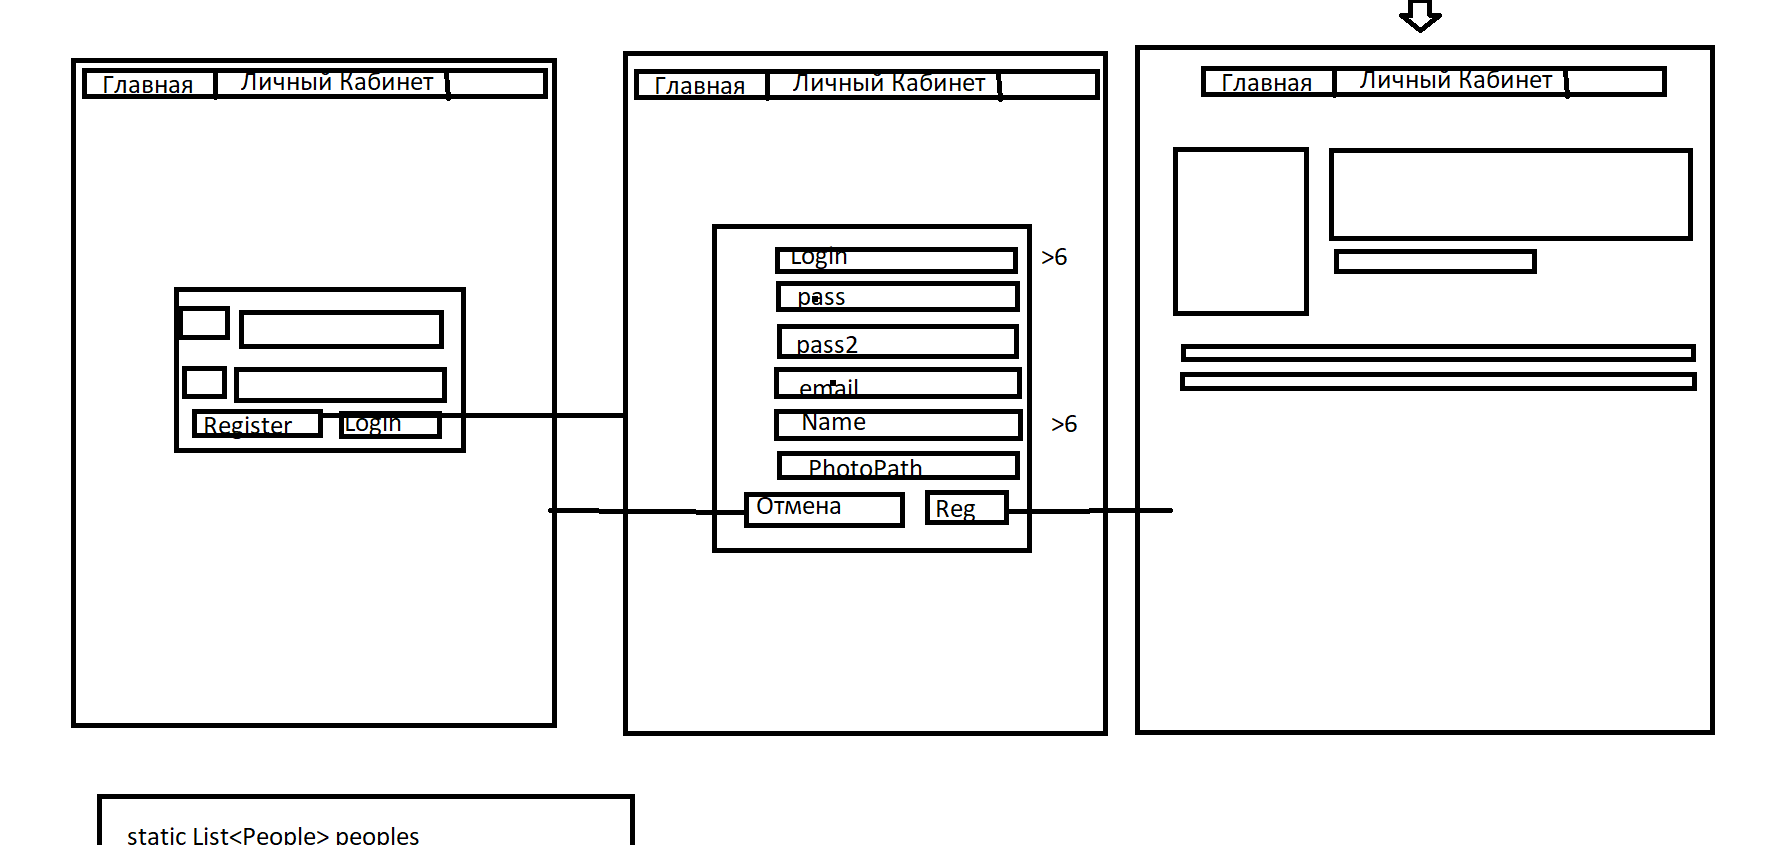 Главная Личный Кабинет
Register Login
Главная Личный Кабинет
Login >6
pass
pass2
email
Name >6
PhotoPath
Отмена Reg
Главная Личный Кабинет
static List<People> peoples